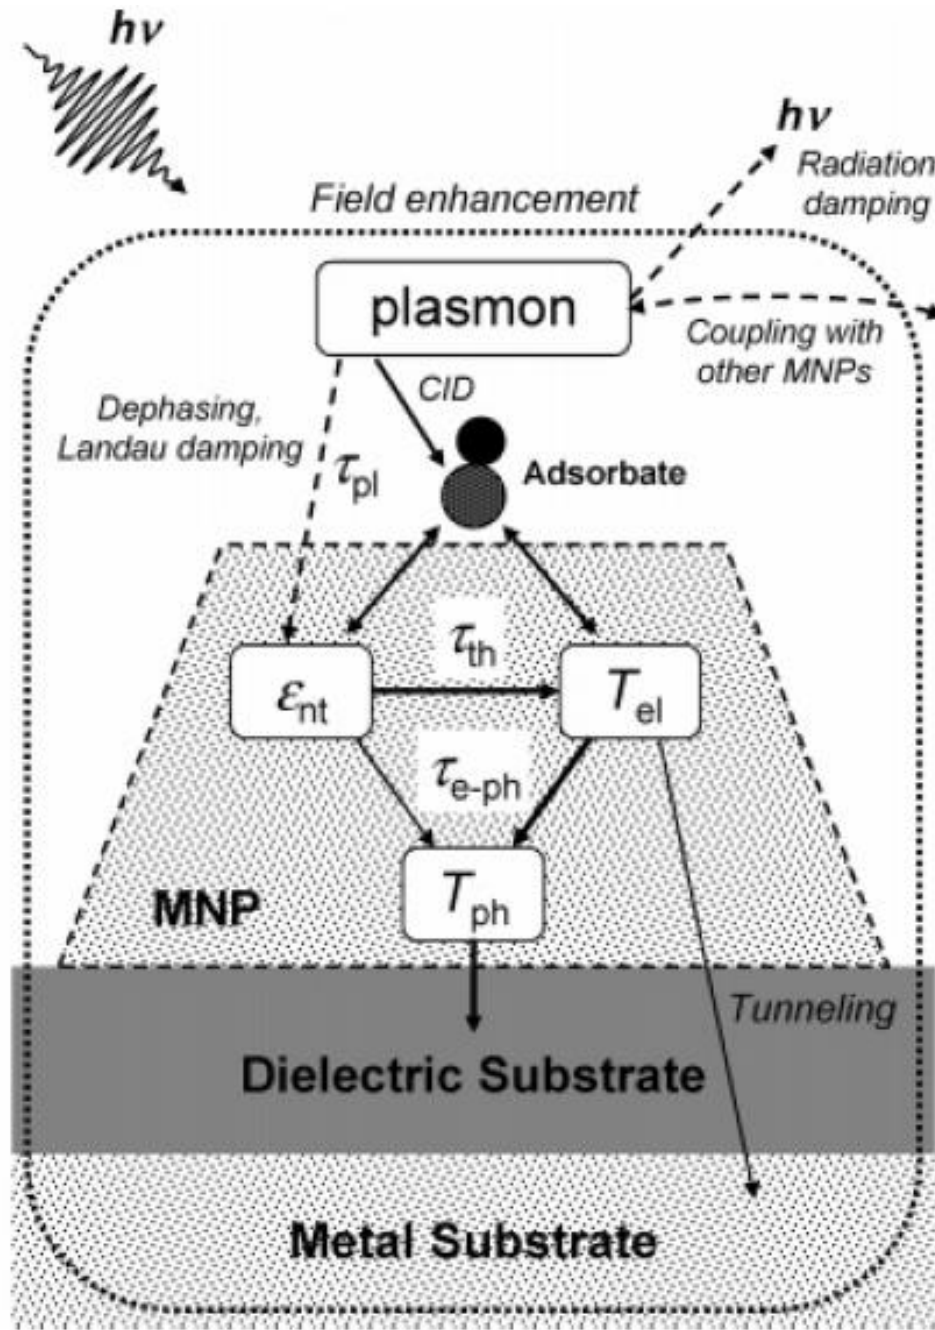 hν
hν
Radiation
damping
Field enhancement
plasmon
Coupling with
other MNPs
CID
Dephasing,
Landau damping
τpl
Adsorbate
τth
εnt
Tel
τe-ph
Tph
MNP
Tunneling
Dielectric Substrate
Metal Substrate